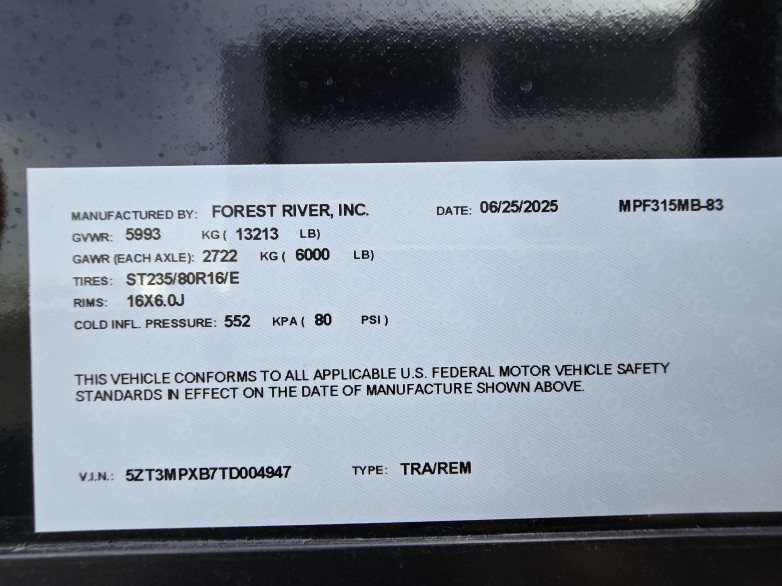 MANUFACTURED BY: FOREST RIVER, INC. DATE: 06/25/2025 MPF315MB-83
GVWR: 5993 KG ( 13213 LB)
GAWR (EACH AXLE): 2722 KG ( 6000 LB)
TIRES: ST235/80R16/E
RIMS: 16X6.0J
COLD INFL. PRESSURE: 552 KPA ( 80 PSI )
THIS VEHICLE CONFORMS TO ALL APPLICABLE U.S. FEDERAL MOTOR VEHICLE SAFETY
STANDARDS IN EFFECT ON THE DATE OF MANUFACTURE SHOWN ABOVE.
V.I.N.: 5ZT3MPXB7TD004947 TYPE: TRA/REM